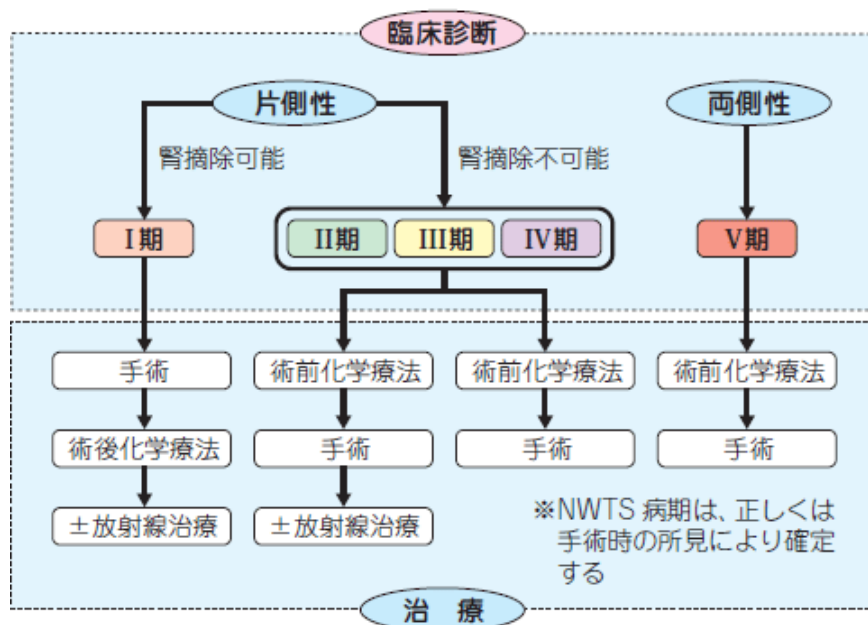 臨床診断
片側性
両側性
腎摘除可能
腎摘除不可能
I期
II期
III期
IV期
V期
手術
術前化学療法
術前化学療法
術前化学療法
術後化学療法
手術
手術
手術
±放射線治療
±放射線治療
※NWTS 病期は、正しくは
手術時の所見により確定
する
治 療